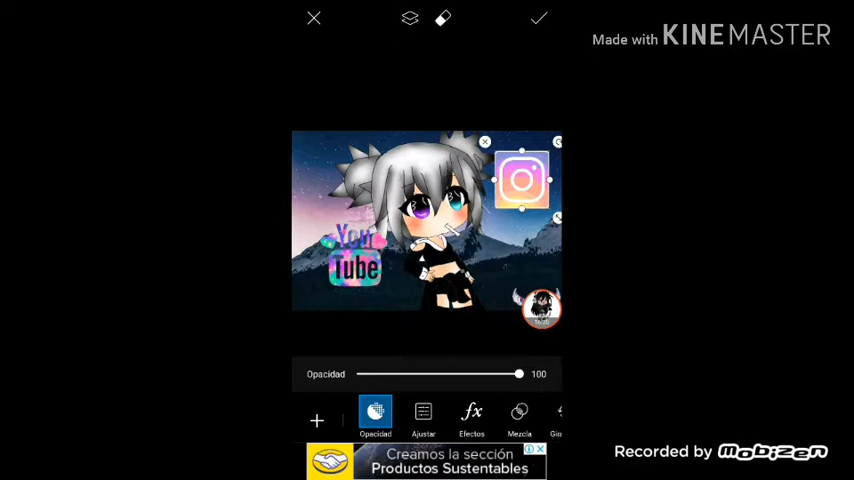 Made with KINEMASTER
You
Tube
Opacidad 100
Opacidad Ajustar Efectos Mezcla
fx
Creamos la sección
Productos Sustentables
Recorded by mobizen